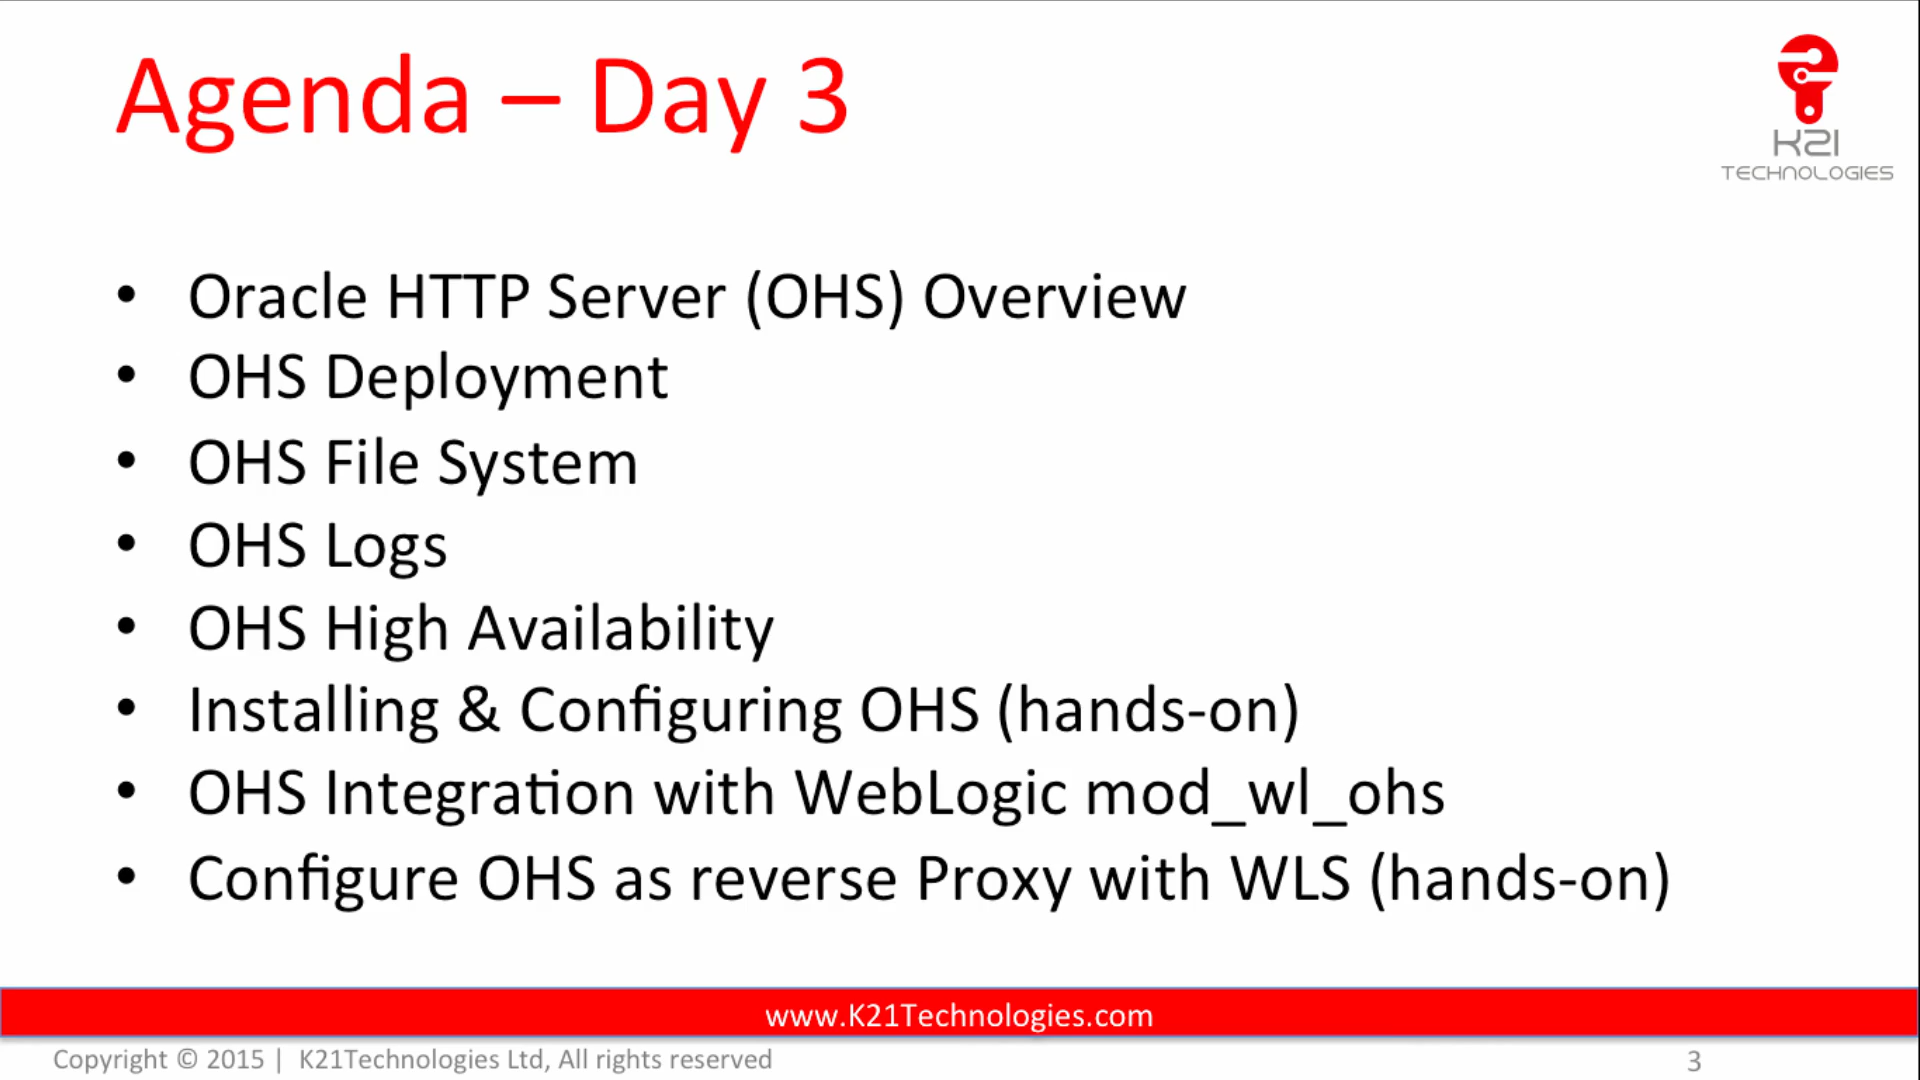 Agenda – Day 3
K21
TECHNOLOGIES
• Oracle HTTP Server (OHS) Overview
• OHS Deployment
• OHS File System
• OHS Logs
• OHS High Availability
• Installing & Configuring OHS (hands-on)
• OHS Integration with WebLogic mod_wl_ohs
• Configure OHS as reverse Proxy with WLS (hands-on)
www.K21Technologies.com
Copyright © 2015 | K21Technologies Ltd, All rights reserved
3